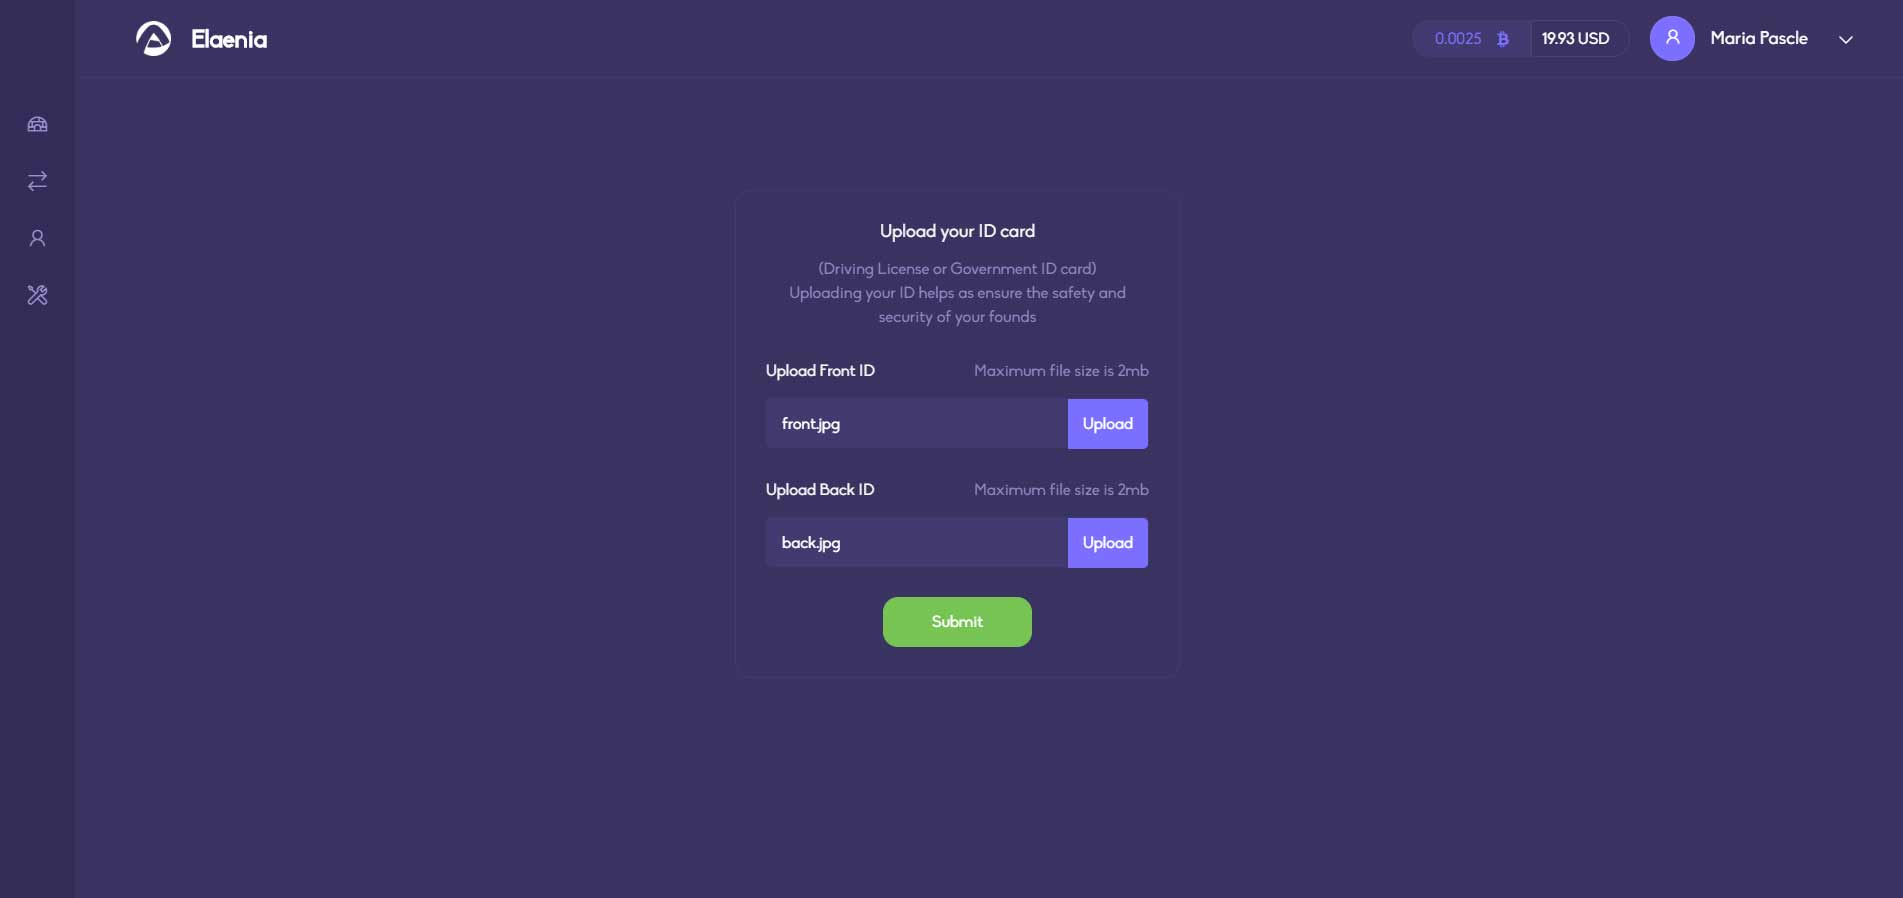 Elaenia
0.0025 19.93 USD
Maria Pascle
Upload your ID card
(Driving License or Government ID card)
Uploading your ID helps as ensure the safety and
security of your founds
Upload Front ID Maximum file size is 2mb
front.jpg Upload
Upload Back ID Maximum file size is 2mb
back.jpg Upload
Submit